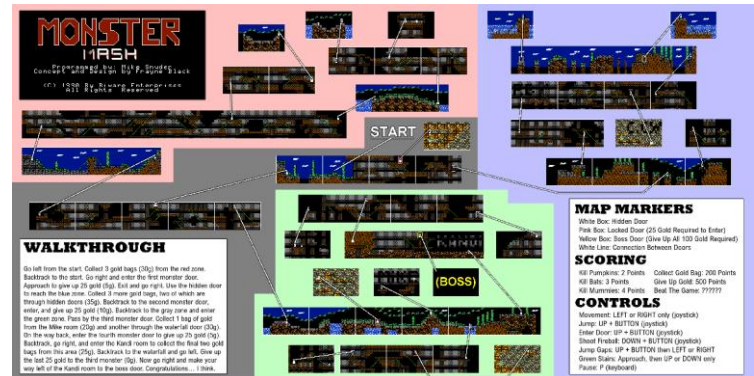 MONSTER
MASH
Programmed by: Mike Snyder
Concept and Design by Frayne Black
(C) 1990 By Biware Enterprises
All Rights Reserved
START
(BOSS)
WALKTHROUGH
Go left from the start. Collect 3 gold bags (30g) from the red zone.
Backtrack to the start. Go right and enter the first monster door.
Approach to give up 25 gold (5g). Exit and go right. Use the hidden door
to reach the blue zone. Collect 3 more gold bags, two of which are
through hidden doors (35g). Backtrack to the second monster door,
enter, and give up 25 gold (10g). Backtrack to the gray zone and enter
the green zone. Pass by the third monster door. Collect 1 bag of gold
from the Mike room (20g) and another through the waterfall door (30g).
On the way back, enter the fourth monster door to give up 25 gold (5g).
Backtrack, go right, and enter the Kandi room to collect the final two gold
bags from this area (25g). Backtrack to the waterfall and go left. Give up
the last 25 gold to the third monster (0g). Now go right and make your
way left of the Kandi room to the boss door. Congratulations... I think.
MAP MARKERS
White Box: Hidden Door
Pink Box: Locked Door (25 Gold Required to Enter)
Yellow Box: Boss Door (Give Up All 100 Gold Required)
White Line: Connection Between Doors
SCORING
Kill Pumpkins: 2 Points Collect Gold Bag: 200 Points
Kill Bats: 3 Points Give Up Gold: 500 Points
Kill Mummies: 4 Points Beat The Game: ??????
CONTROLS
Movement: LEFT or RIGHT only (joystick)
Jump: UP + BUTTON (joystick)
Enter Door: UP + BUTTON (joystick)
Shoot Fireball: DOWN + BUTTON (joystick)
Jump Gaps: UP + BUTTON then LEFT or RIGHT
Green Stairs: Approach, then UP or DOWN only
Pause: P (keyboard)